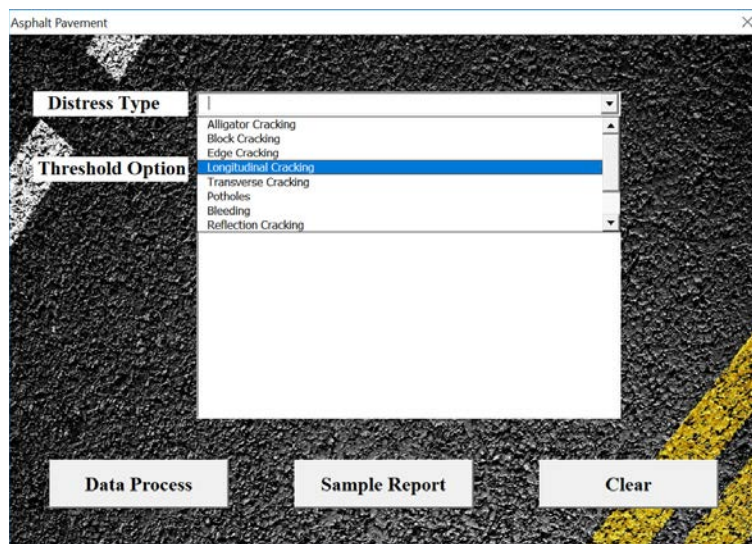 Asphalt Pavement
Distress Type
Alligator Cracking
Block Cracking
Edge Cracking
Threshold Option
Longitudinal Cracking
Transverse Cracking
Potholes
Bleeding
Reflection Cracking
Data Process
Sample Report
Clear